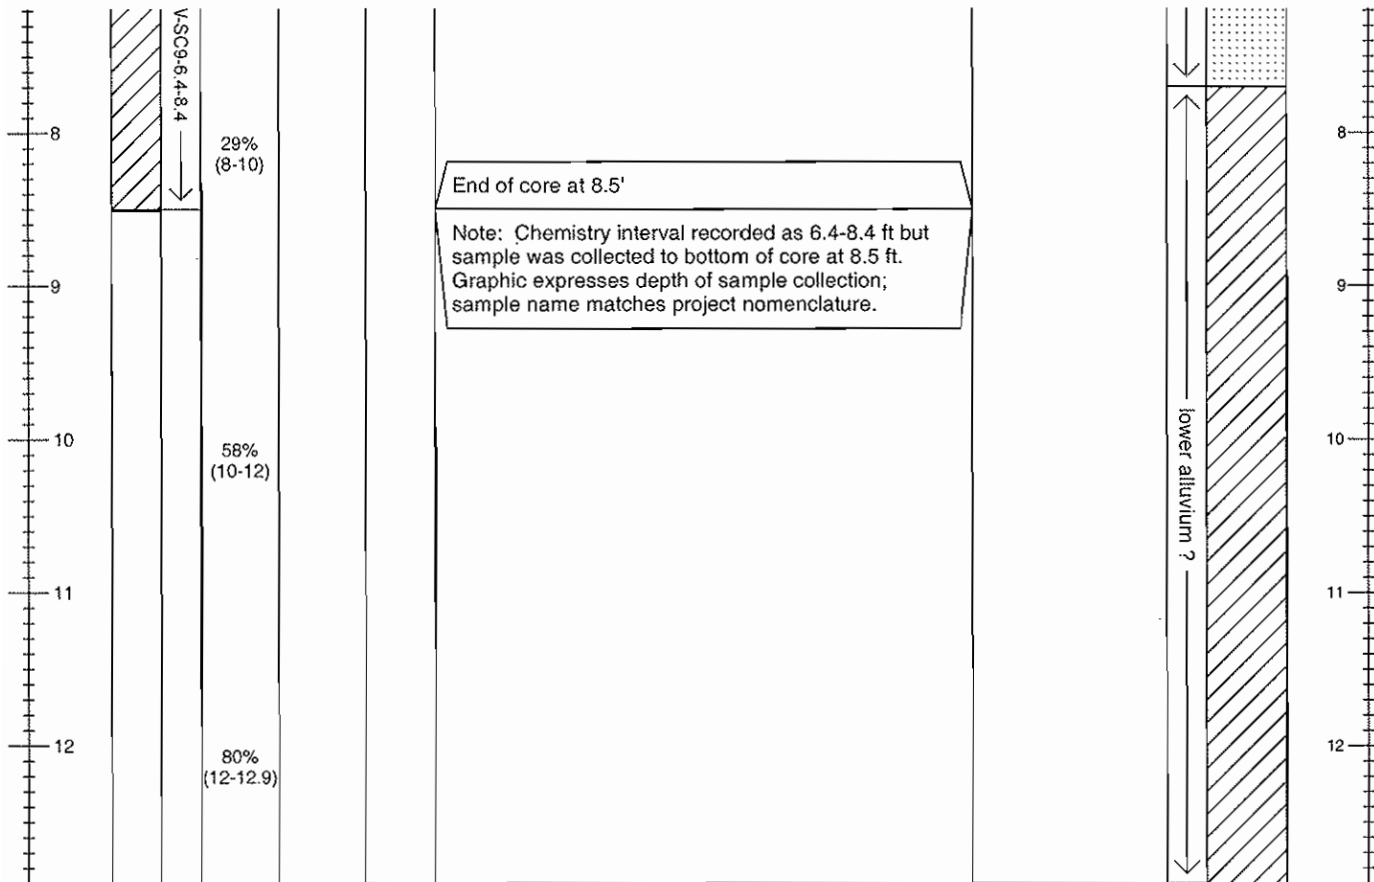 V-SC9-6.4-8.4
8
29%
(8-10)
8
End of core at 8.5'
Note: Chemistry interval recorded as 6.4-8.4 ft but
sample was collected to bottom of core at 8.5 ft.
Graphic expresses depth of sample collection;
sample name matches project nomenclature.
9
9
10
58%
(10-12)
lower alluvium ?
10
11
11
12
80%
(12-12.9)
12